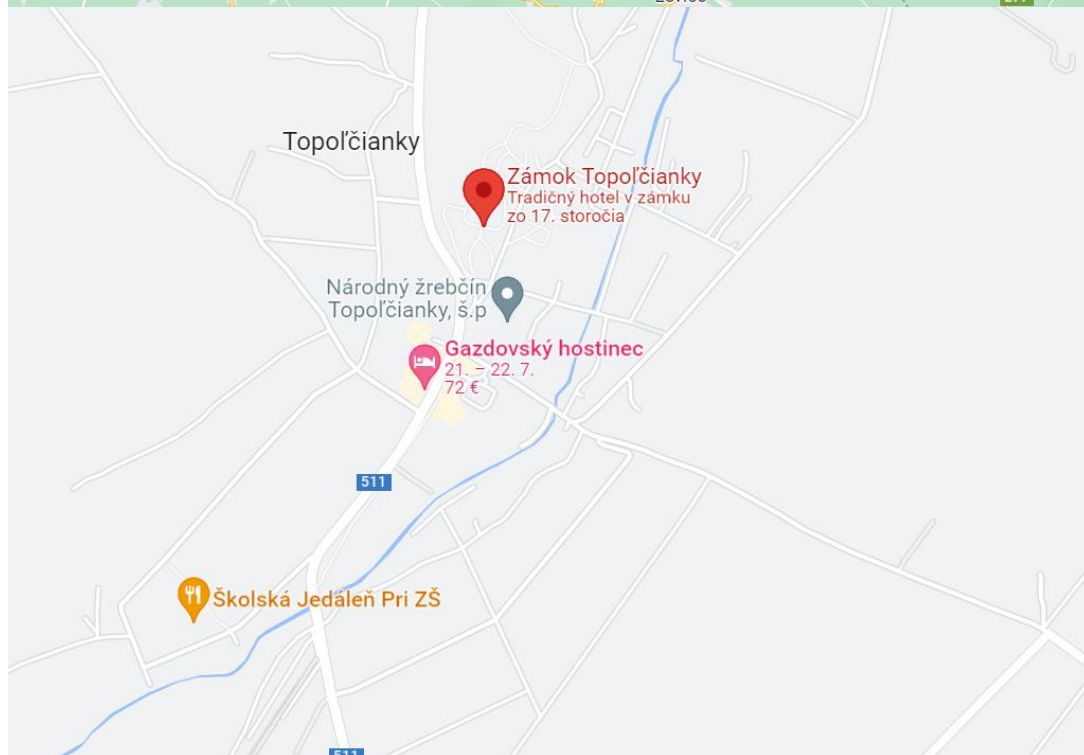 Topoľčianky
Zámok Topoľčianky
Tradičný hotel v zámku
zo 17. storočia
Národný žrebčín
Topoľčianky, š.p
Gazdovský hostinec
21. – 22. 7.
72 €
511
Školská Jedáleň Pri ZŠ
511